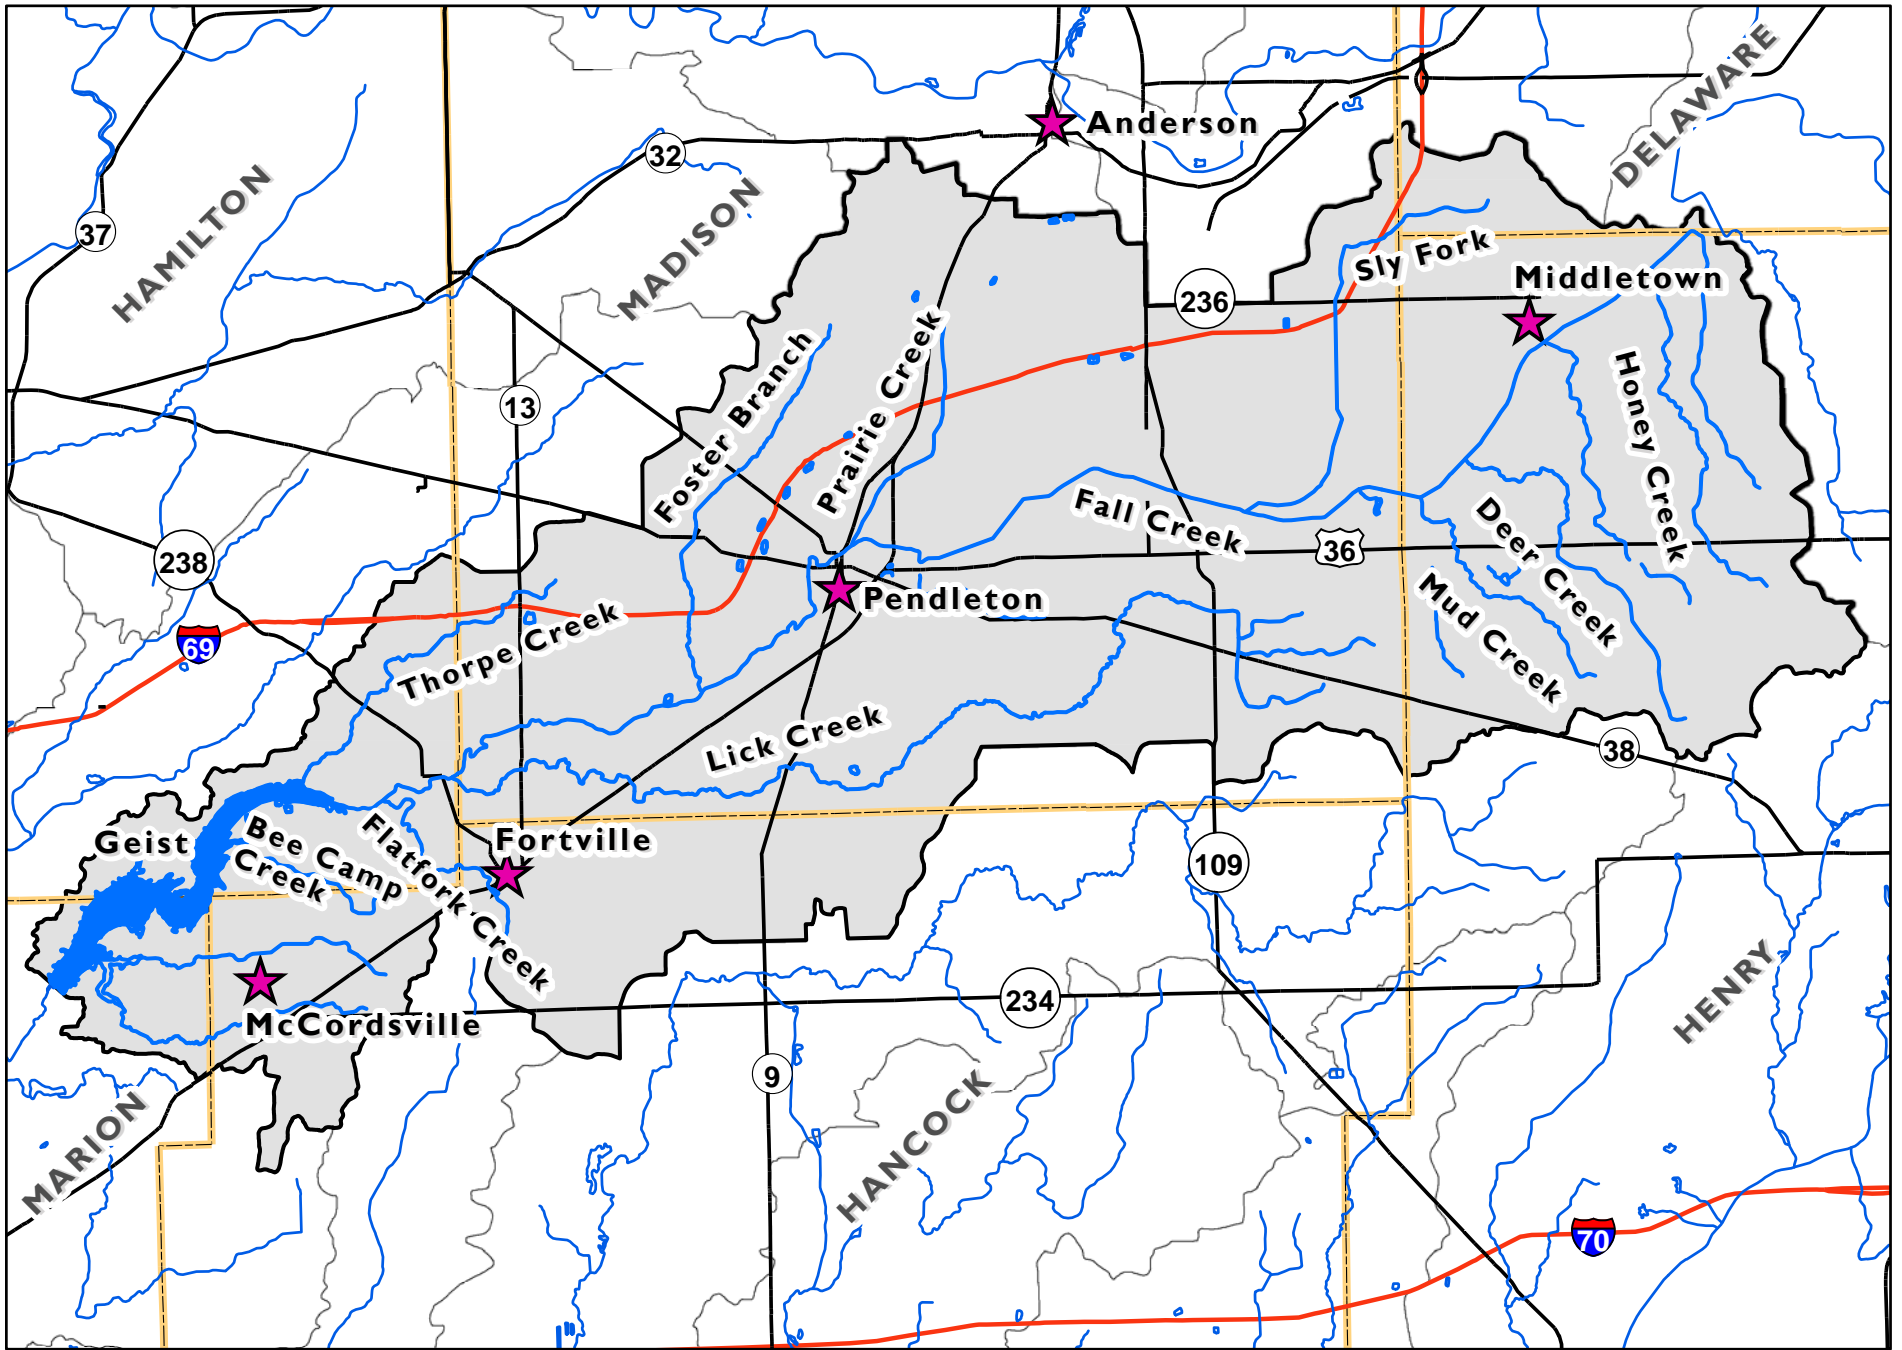 DELAWARE
Anderson
32
HAMILTON
MADISON
37
Sly Fork
Middletown
236
Foster Branch
Prairie Creek
Honey Creek
13
Fall Creek
Deer Creek
238
36
Pendleton
Mud Creek
69
Thorpe Creek
Lick Creek
38
Geist
Bee Camp
Creek
Flatfork Creek
Fortville
109
McCordsville
234
HENRY
9
MARION
HANCOCK
70